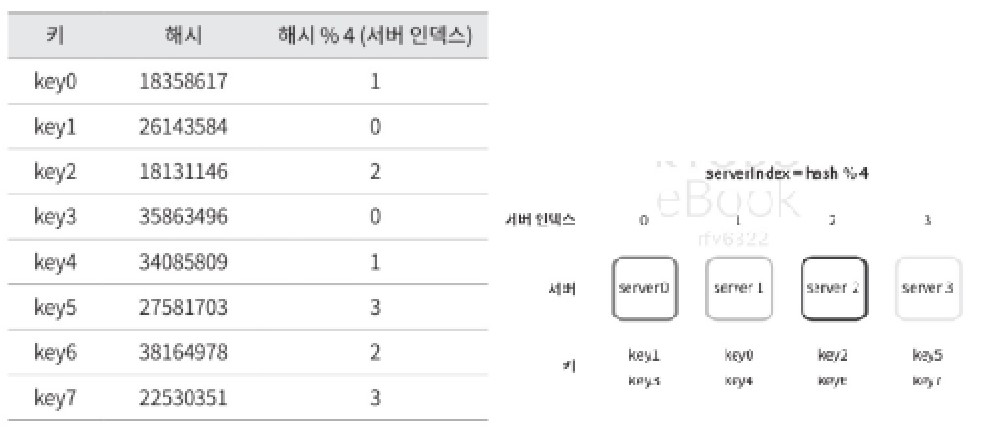 키 해시 해시 % 4 (서버 인덱스)
key0 18358617 1
key1 26143584 0
key2 18131146 2
key3 35863496 0
key4 34085809 1
key5 27581703 3
key6 38164978 2
key7 22530351 3
serverIndex = hash % 4
eBook
rfv6322
서버 인덱스 0 1 2 3
서버 server0 server 1 server 2 server 3
키
key1 key0 key2 key5
key3 key4 key6 key7